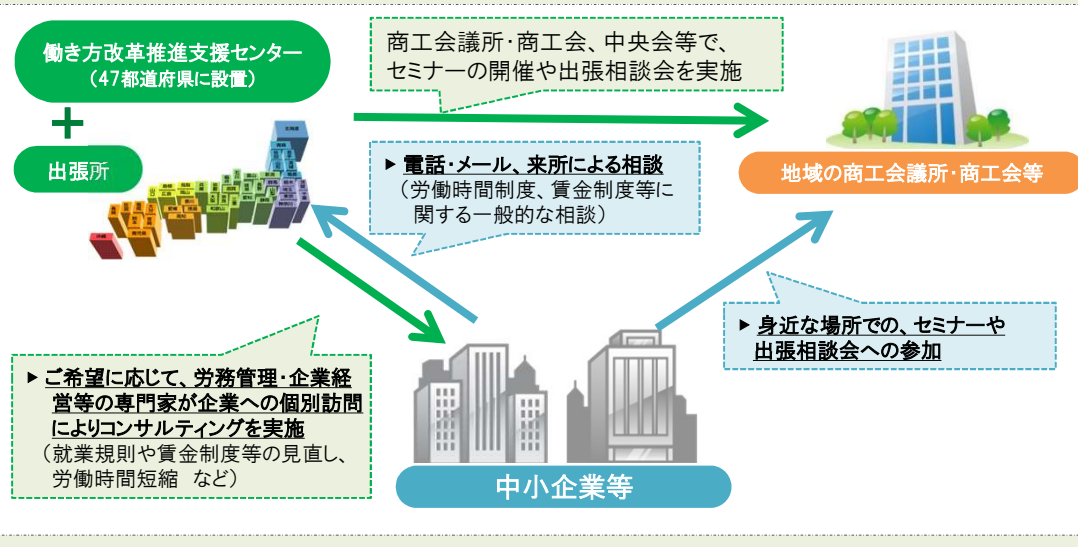 働き方改革推進支援センター
（47都道府県に設置）
＋
出張所
商工会議所・商工会、中央会等で、
セミナーの開催や出張相談会を実施
地域の商工会議所・商工会等
▶ 電話・メール、来所による相談
（労働時間制度、賃金制度等に
関する一般的な相談）
▶ 身近な場所での、セミナーや
出張相談会への参加
▶ ご希望に応じて、労務管理・企業経
営等の専門家が企業への個別訪問
によりコンサルティングを実施
（就業規則や賃金制度等の見直し、
労働時間短縮　など）
中小企業等
北海道
沖縄